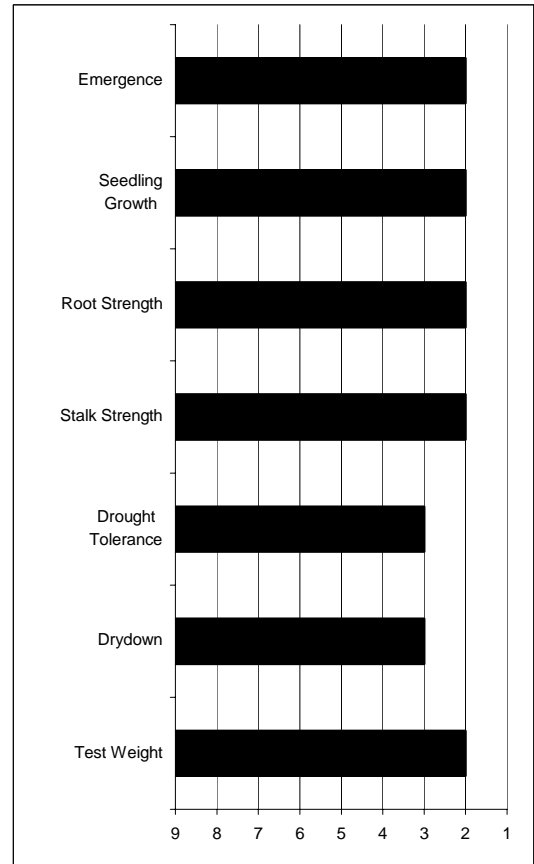 Emergence
Seedling
Growth
Root Strength
Stalk Strength
Drought
Tolerance
Drydown
Test Weight
9 8 7 6 5 4 3 2 1